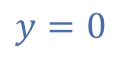 y = 0